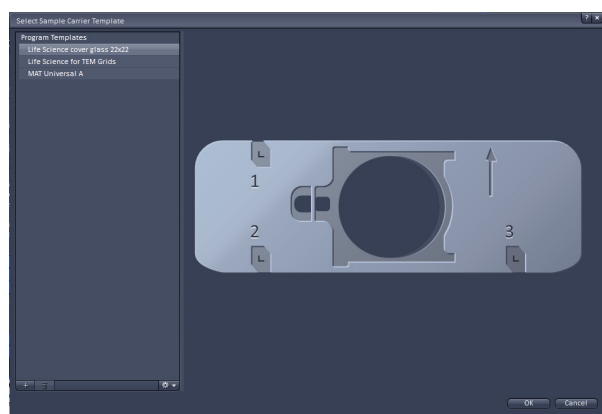 Select Sample Carrier Template
? ×
Program Templates
Life Science cover glass 22x22
Life Science for TEM Grids
MAT Universal A
1
2
3
OK Cancel